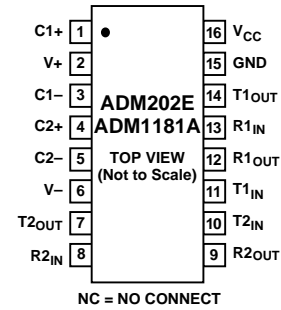 C1+ 1
V+ 2
C1– 3
C2+ 4
C2– 5
V– 6
T2OUT 7
R2IN 8
ADM202E
ADM1181A
TOP VIEW
(Not to Scale)
16 VCC
15 GND
14 T1OUT
13 R1IN
12 R1OUT
11 T1IN
10 T2IN
9 R2OUT
NC = NO CONNECT